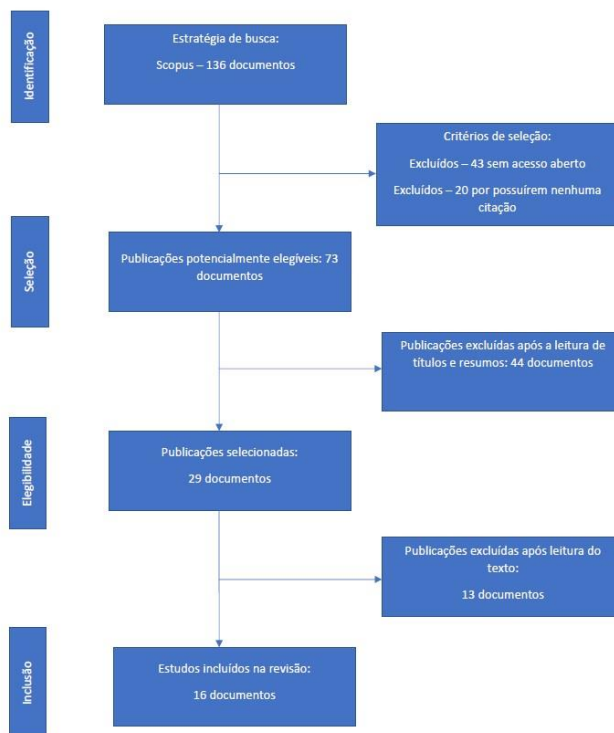 Identificação
Estratégia de busca:
Scopus – 136 documentos
Critérios de seleção:
Excluídos – 43 sem acesso aberto
Excluídos – 20 por possuírem nenhuma
citação
Seleção
Publicações potencialmente elegíveis: 73
documentos
Publicações excluídas após a leitura de
títulos e resumos: 44 documentos
Elegibilidade
Publicações selecionadas:
29 documentos
Publicações excluídas após leitura do
texto:
13 documentos
Inclusão
Estudos incluídos na revisão:
16 documentos